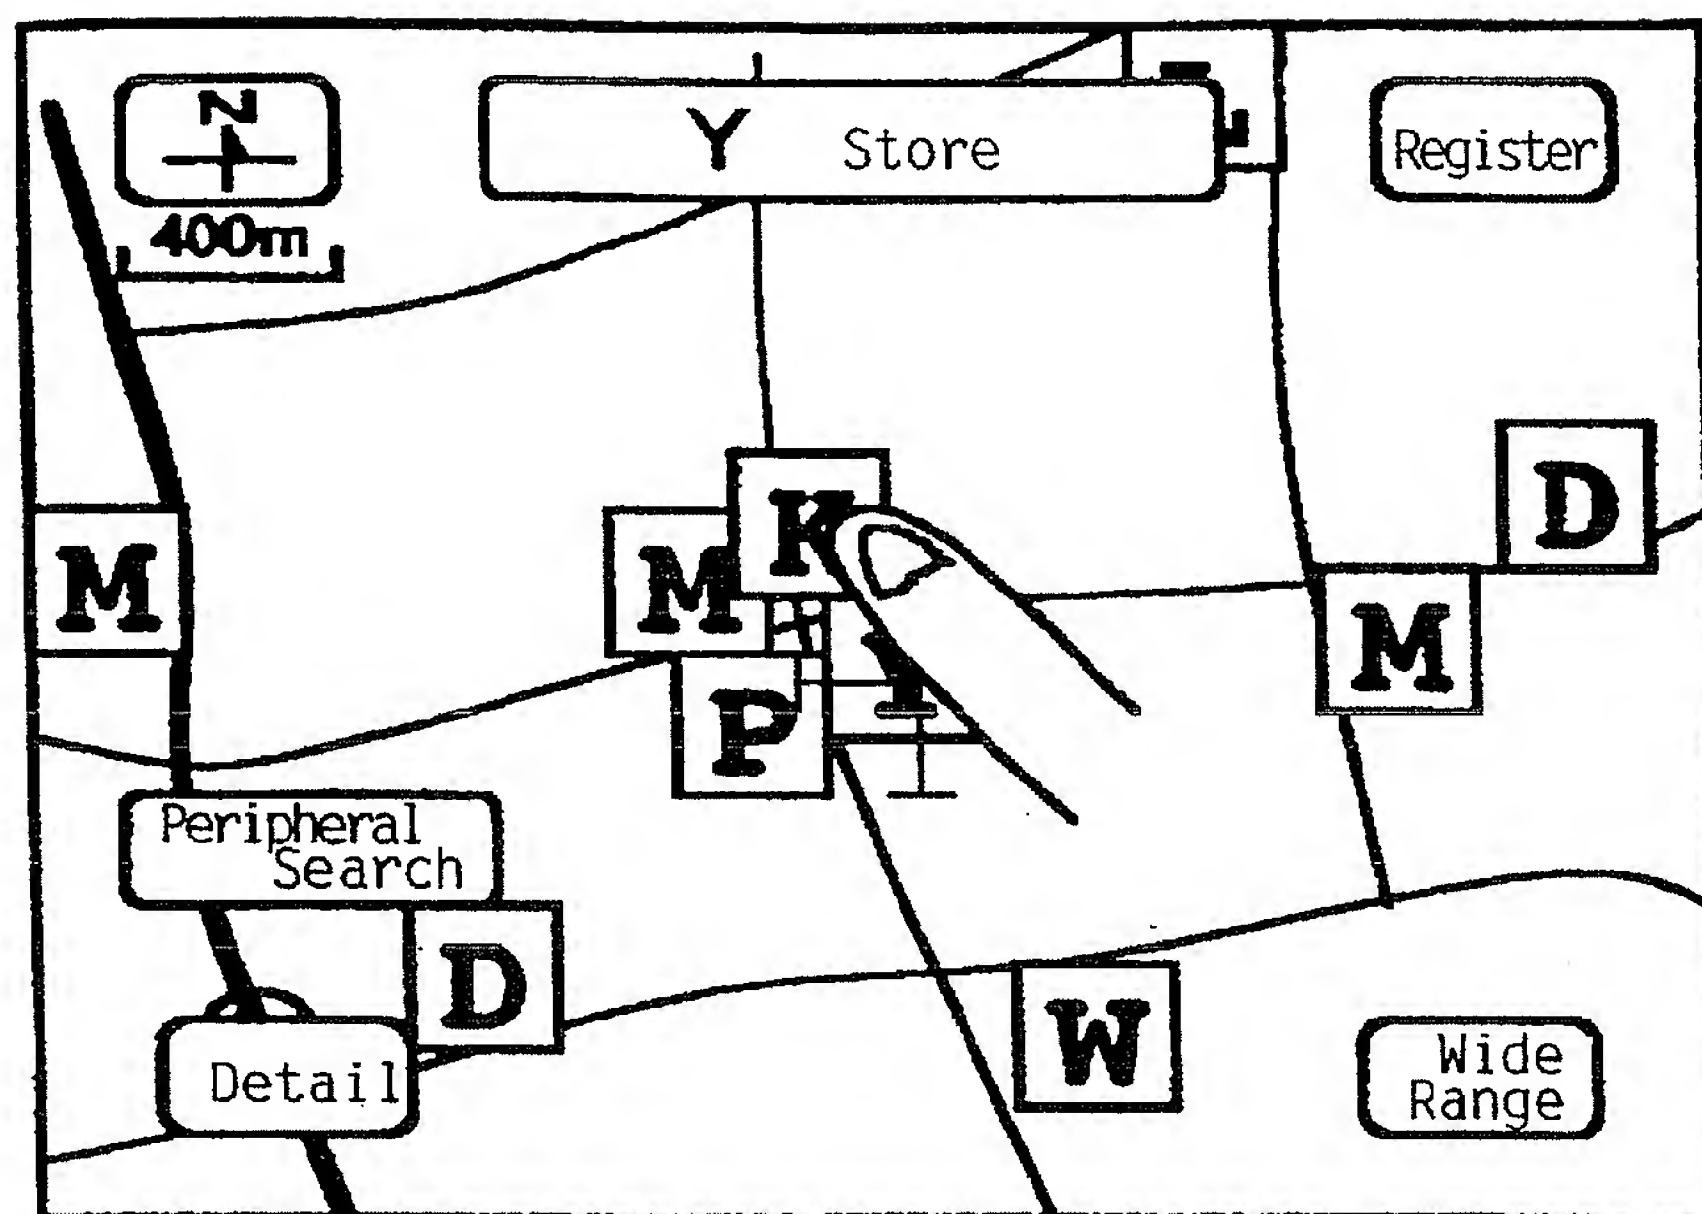 N
Y Store
Register
400m
K
D
M
M
M
Y
P
Peripheral
Search
D
W
Detail
Wide
Range